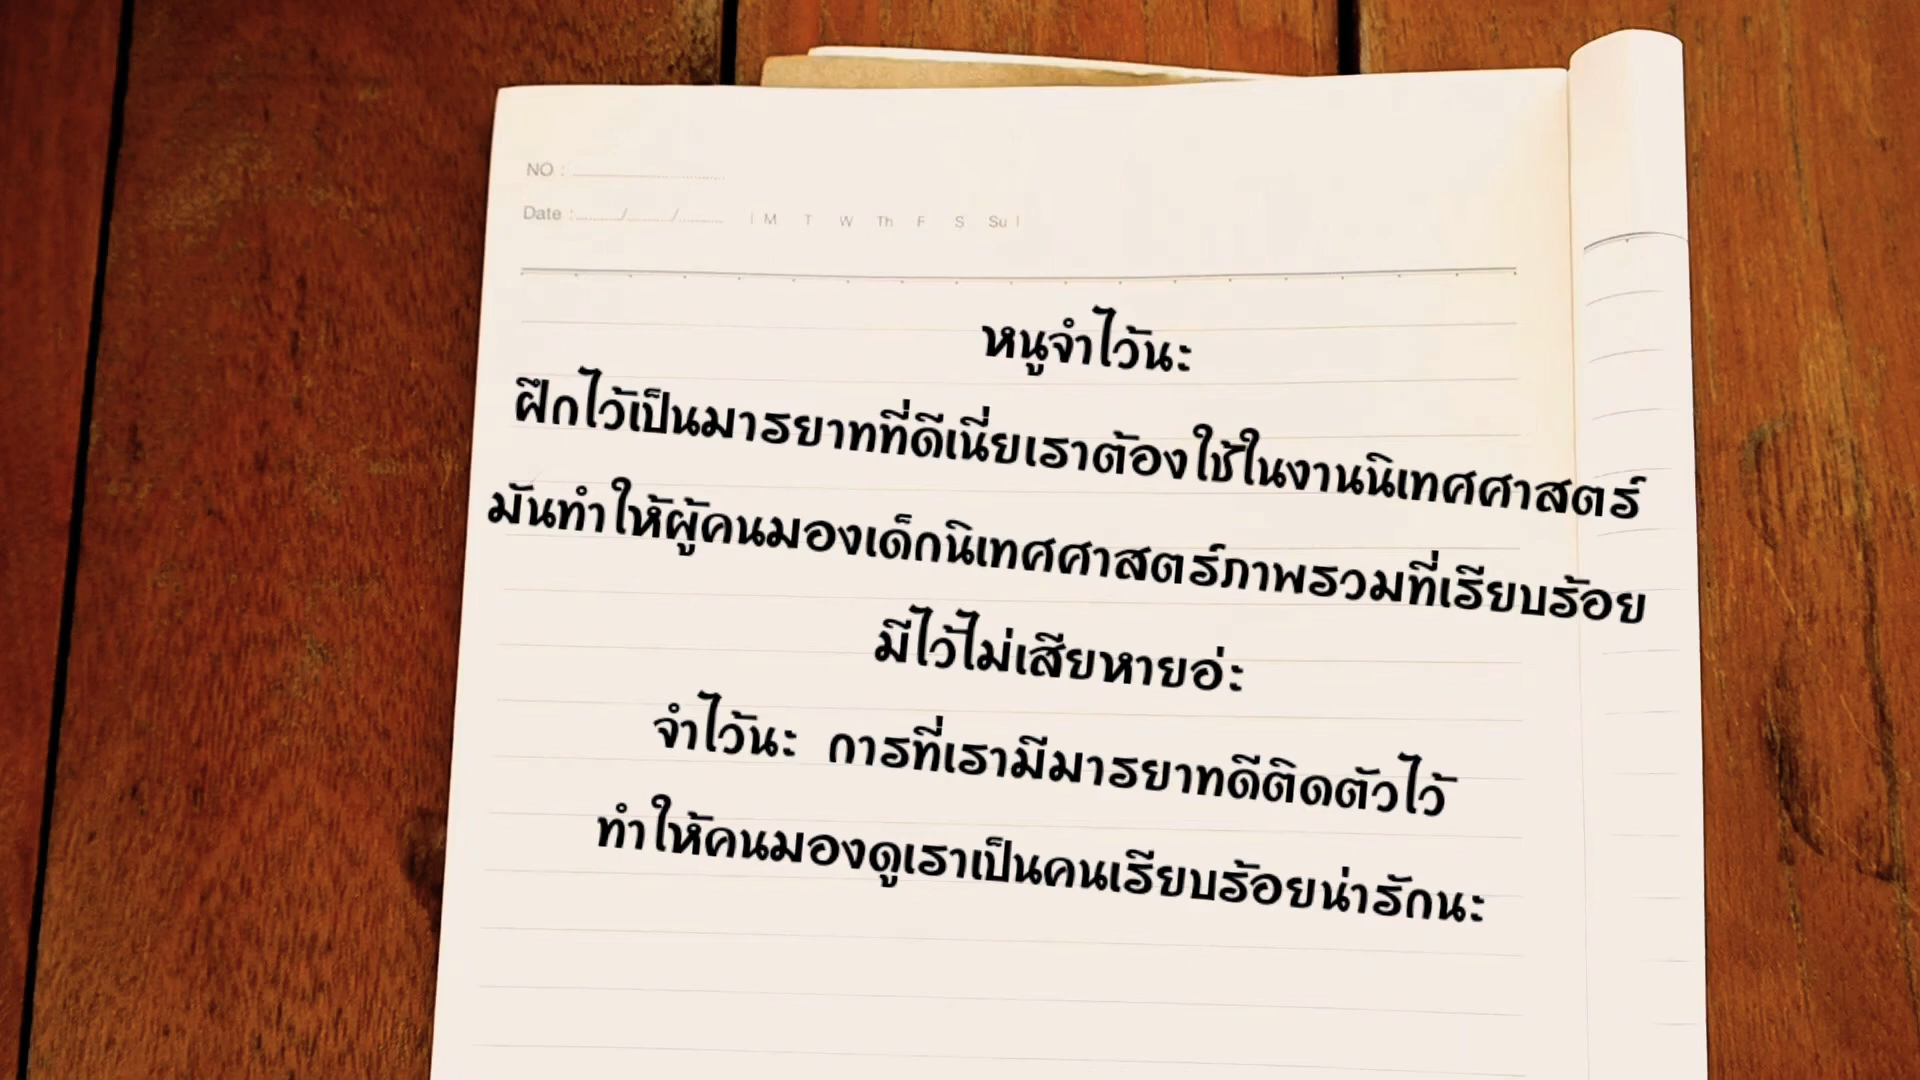 NO :
Date : / / | M T W Th F S Su |
หนูจำไว้นะ
ฝึกไว้เป็นมารยาทที่ดีเนี่ยเราต้องใช้ในงานนิเทศศาสตร์
มันทำให้ผู้คนมองเด็กนิเทศศาสตร์ภาพรวมที่เรียบร้อย
มีไว้ไม่เสียหายอ่ะ
จำไว้นะ การที่เรามีมารยาทดีติดตัวไว้
ทำให้คนมองดูเราเป็นคนเรียบร้อยน่ารักนะ